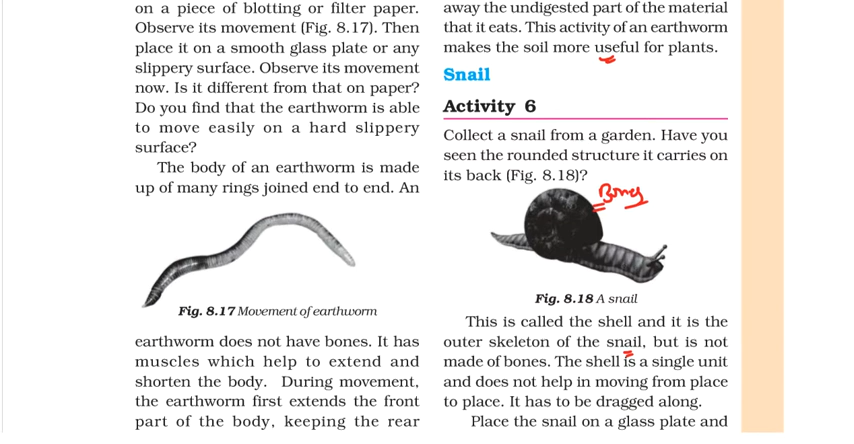 on a piece of blotting or filter paper.
Observe its movement (Fig. 8.17). Then
place it on a smooth glass plate or any
slippery surface. Observe its movement
now. Is it different from that on paper?
Do you find that the earthworm is able
to move easily on a hard slippery
surface?
The body of an earthworm is made
up of many rings joined end to end. An
Fig. 8.17 Movement of earthworm
earthworm does not have bones. It has
muscles which help to extend and
shorten the body. During movement,
the earthworm first extends the front
part of the body, keeping the rear
away the undigested part of the material
that it eats. This activity of an earthworm
makes the soil more useful for plants.
Snail
Activity 6
Collect a snail from a garden. Have you
seen the rounded structure it carries on
its back (Fig. 8.18)?
Bones
Fig. 8.18 A snail
This is called the shell and it is the
outer skeleton of the snail, but is not
made of bones. The shell is a single unit
and does not help in moving from place
to place. It has to be dragged along.
Place the snail on a glass plate and